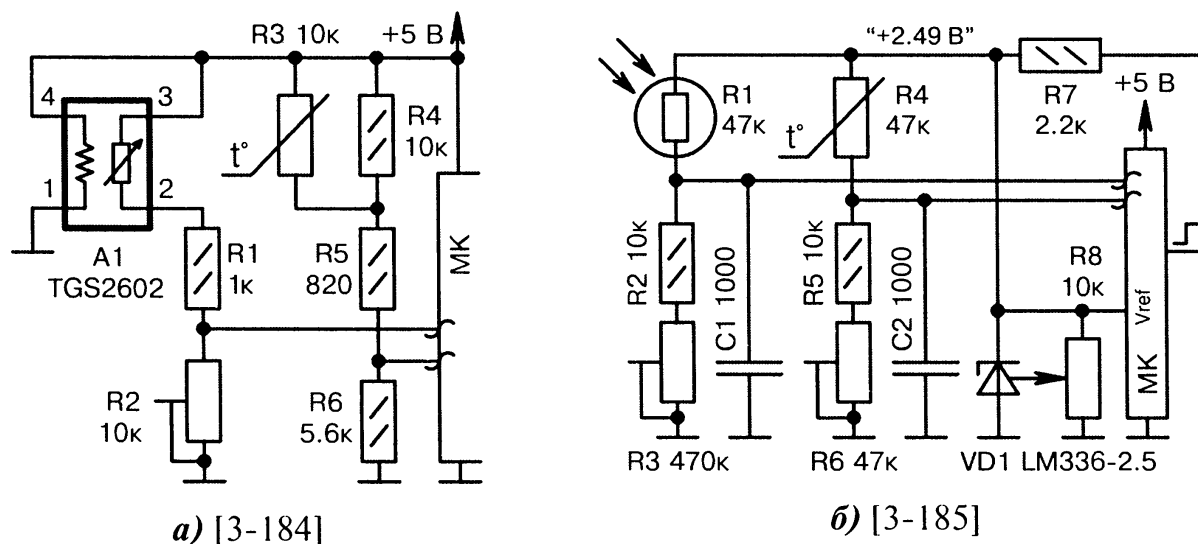 R3 10к
+5 В
4
3
R4
10к
t°
1
2
A1
TGS2602
R1
1к
R5
820
МК
R2
10к
R6
5.6к
а) [3-184]
"+2.49 В"
R1
47к
R4
47к
t°
R7
2.2к
+5 В
R2 10к
C1 1000
R5 10к
C2 1000
R8
10к
Vref
МК
R3 470к
R6 47к
VD1 LM336-2.5
б) [3-185]